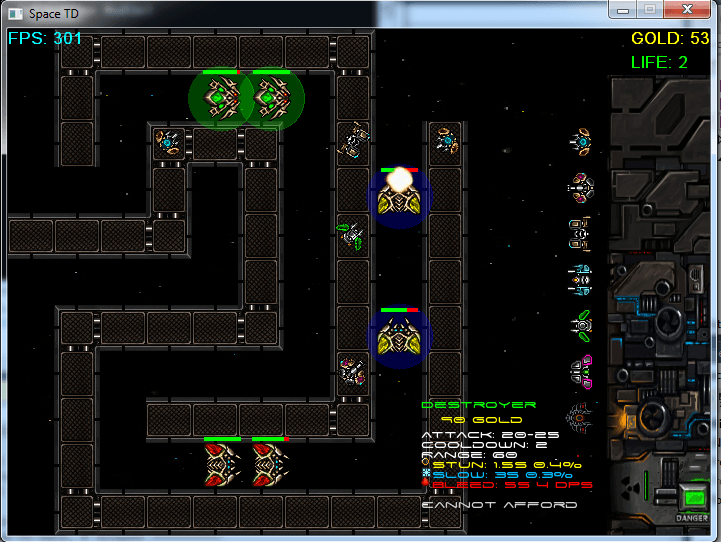 Space TD
FPS: 301
GOLD: 53
LIFE: 2
DESTROYER
90 GOLD
ATTACK: 20-25
COOLDOWN: 2
RANGE: 60
STUN: 1.5S 0.4%
SLOW: 3S 0.3%
BLEED: 3S 4 DPS
CANNOT AFFORD
DANGER